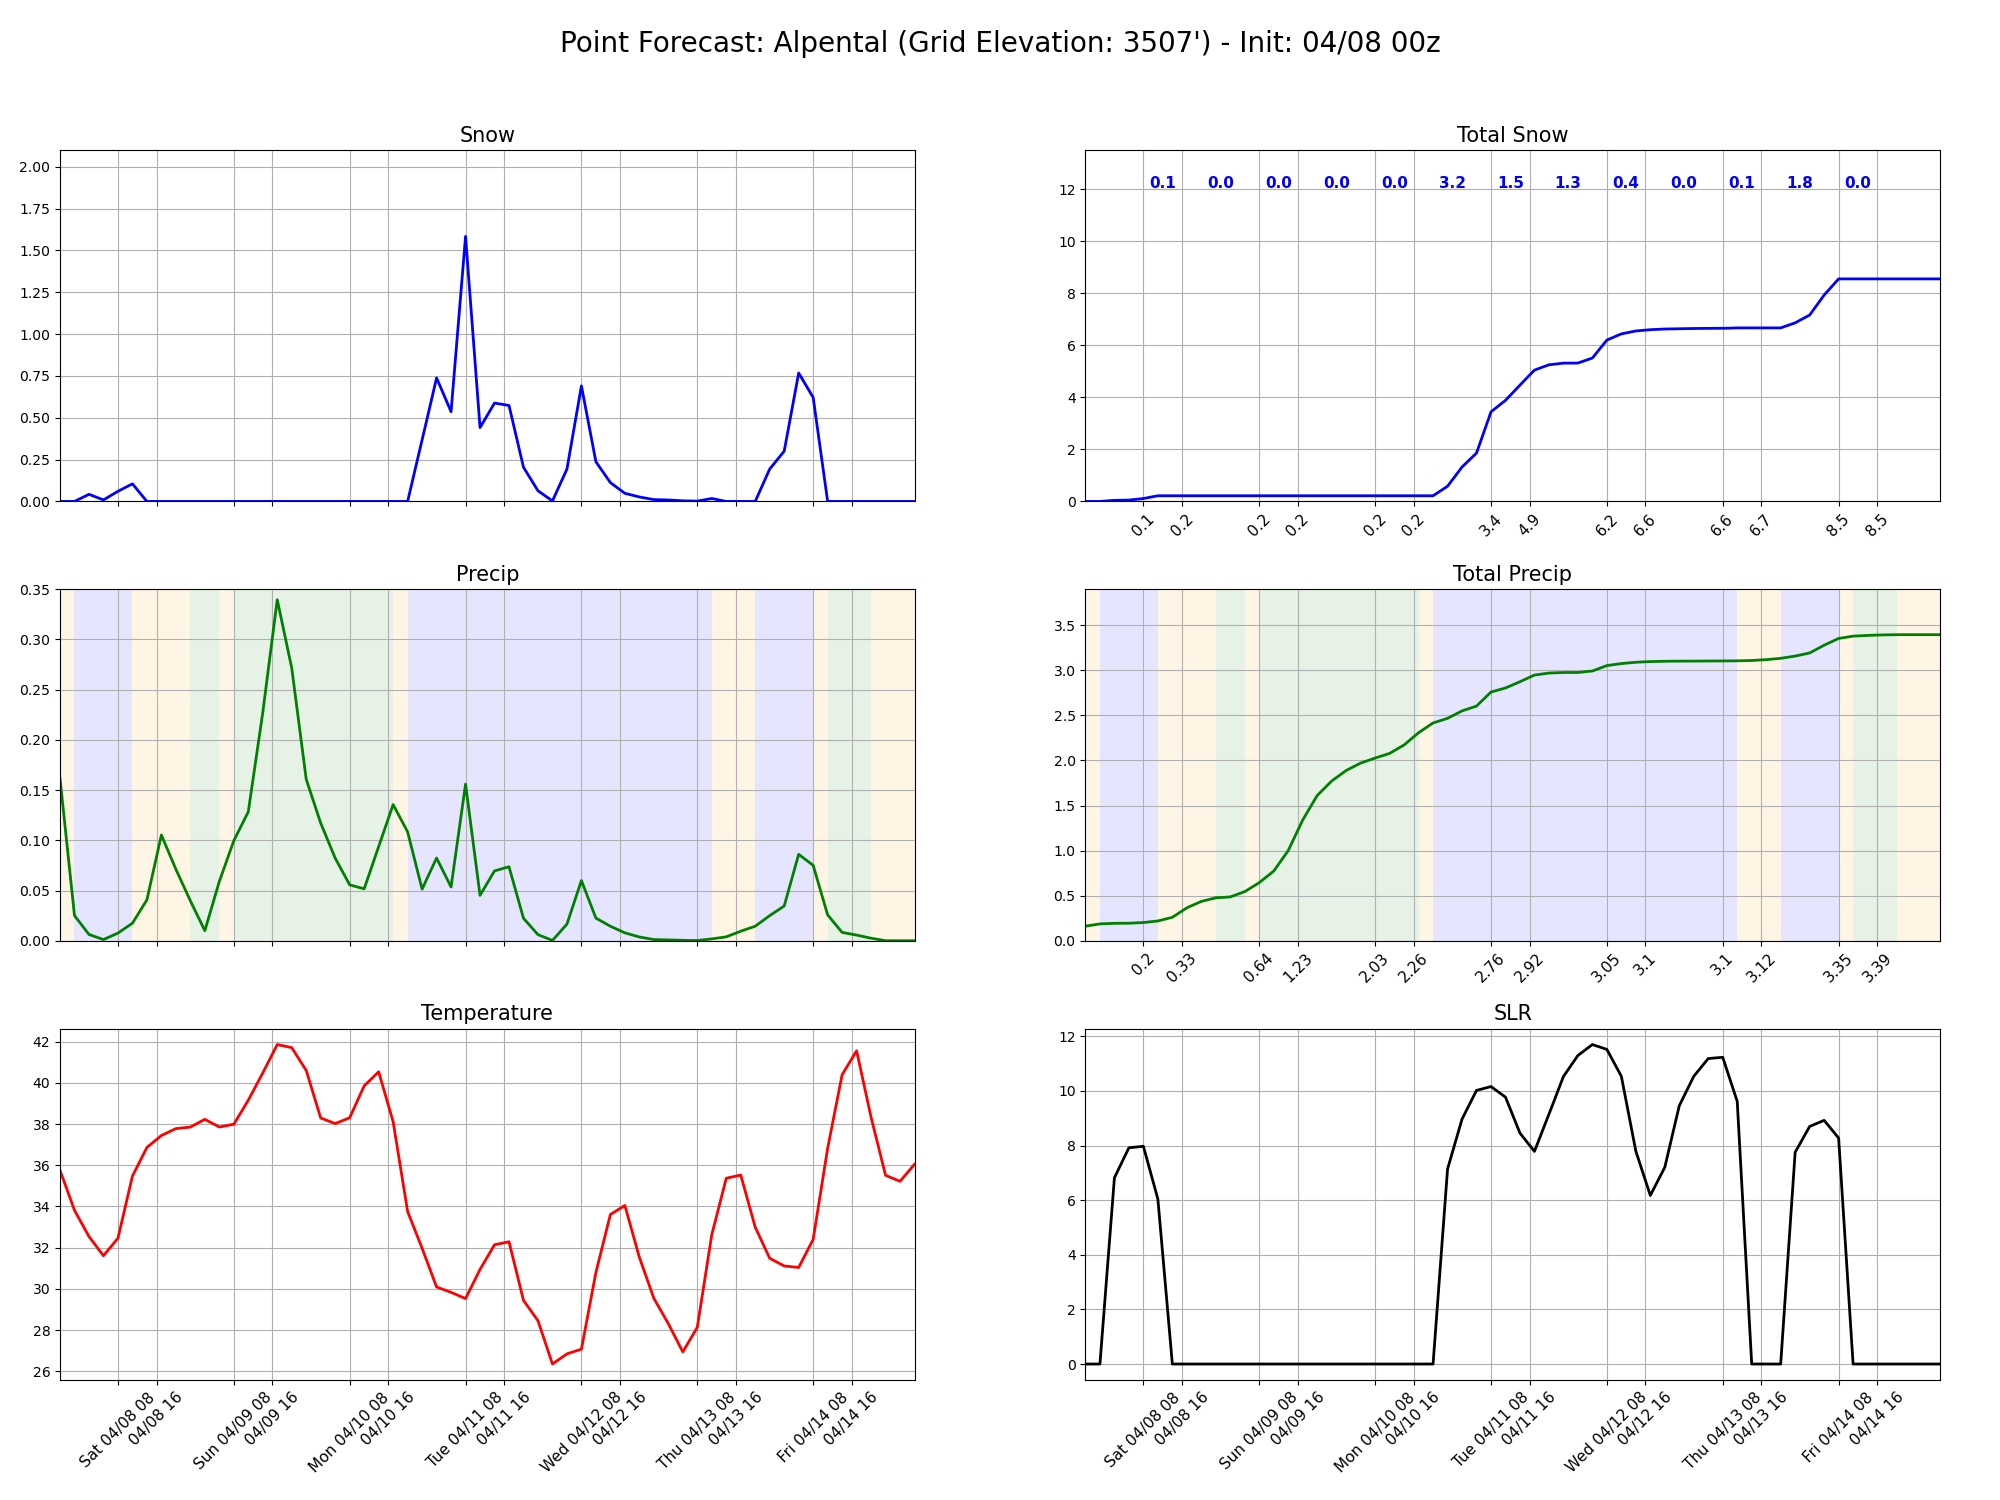 Point Forecast: Alpental (Grid Elevation: 3507') - Init: 04/08 00z
Snow
2.00
1.75
1.50
1.25
1.00
0.75
0.50
0.25
0.00
Total Snow
0.1 0.0 0.0 0.0 0.0 3.2 1.5 1.3 0.4 0.0 0.1 1.8 0.0
12
10
8
6
4
2
0
0.1 0.2 0.2 0.2 0.2 0.2 3.4 4.9 6.2 6.6 6.6 6.7 8.5 8.5
Precip
0.35
0.30
0.25
0.20
0.15
0.10
0.05
0.00
Total Precip
3.5
3.0
2.5
2.0
1.5
1.0
0.5
0.0
0.2 0.33 0.64 1.23 2.03 2.26 2.76 2.92 3.05 3.1 3.1 3.12 3.35 3.39
Temperature
42
40
38
36
34
32
30
28
26
Sat 04/08 08
04/08 16
Sun 04/09 08
04/09 16
Mon 04/10 08
04/10 16
Tue 04/11 08
04/11 16
Wed 04/12 08
04/12 16
Thu 04/13 08
04/13 16
Fri 04/14 08
04/14 16
SLR
12
10
8
6
4
2
0
Sat 04/08 08
04/08 16
Sun 04/09 08
04/09 16
Mon 04/10 08
04/10 16
Tue 04/11 08
04/11 16
Wed 04/12 08
04/12 16
Thu 04/13 08
04/13 16
Fri 04/14 08
04/14 16